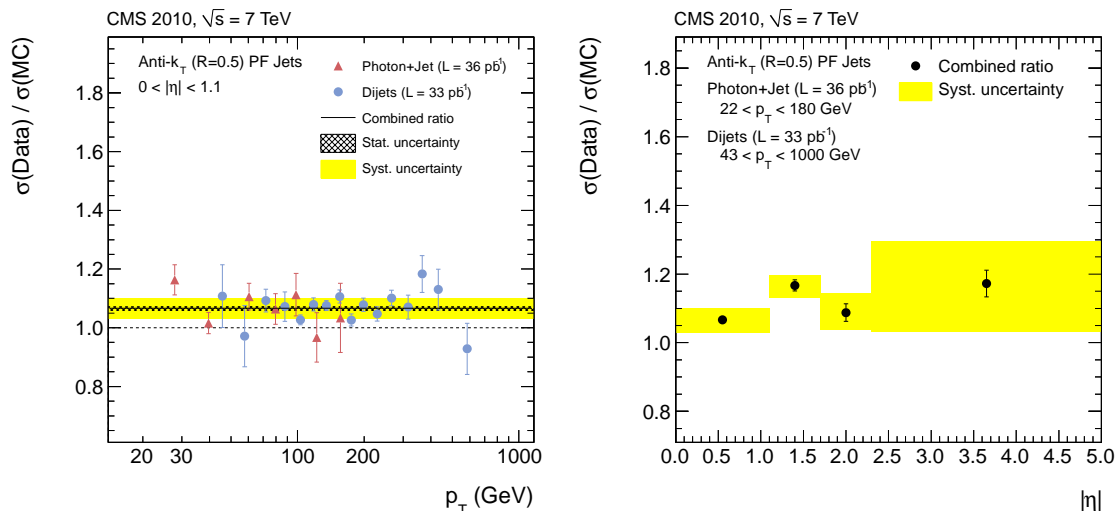 CMS 2010, √s = 7 TeV
σ(Data) / σ(MC)
Anti-k_T (R=0.5) PF Jets
0 < |η| < 1.1
Photon+Jet (L = 36 pb⁻¹)
Dijets (L = 33 pb⁻¹)
Combined ratio
Stat. uncertainty
Syst. uncertainty
1.8
1.6
1.4
1.2
1.0
0.8
20 30 100 200 1000
p_T (GeV)
CMS 2010, √s = 7 TeV
σ(Data) / σ(MC)
Anti-k_T (R=0.5) PF Jets
Photon+Jet (L = 36 pb⁻¹)
22 < p_T < 180 GeV
Dijets (L = 33 pb⁻¹)
43 < p_T < 1000 GeV
Combined ratio
Syst. uncertainty
1.8
1.6
1.4
1.2
1.0
0.8
0.0 0.5 1.0 1.5 2.0 2.5 3.0 3.5 4.0 4.5 5.0
|η|